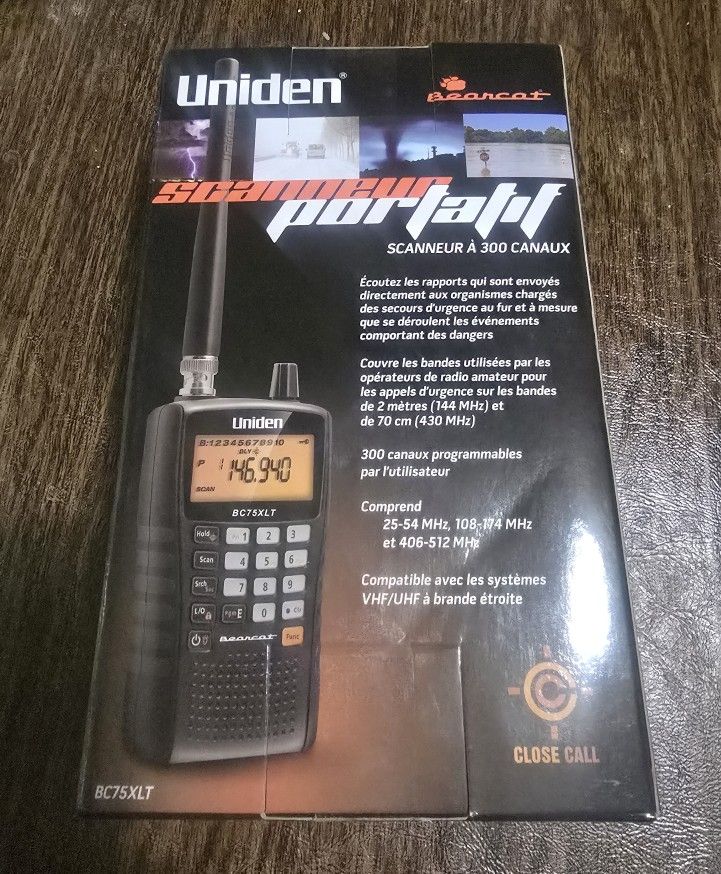 Uniden®
Bearcat
scanneur
portatif
SCANNEUR À 300 CANAUX
Écoutez les rapports qui sont envoyés
directement aux organismes chargés
des secours d'urgence au fur et à mesure
que se déroulent les événements
comportant des dangers
Couvre les bandes utilisées par les
opérateurs de radio amateur pour
les appels d'urgence sur les bandes
de 2 mètres (144 MHz) et
de 70 cm (430 MHz)
300 canaux programmables
par l'utilisateur
Comprend
25-54 MHz, 108-174 MHz
et 406-512 MHz
Compatible avec les systèmes
VHF/UHF à brande étroite
Uniden
B:12345678910
DLY
P 146.940
SCAN
BC75XLT
Hold 1 2 3
Scan 4 5 6
Srch 7 8 9
L/O PgmE 0 Clr
Bearcat Func
CLOSE CALL
BC75XLT